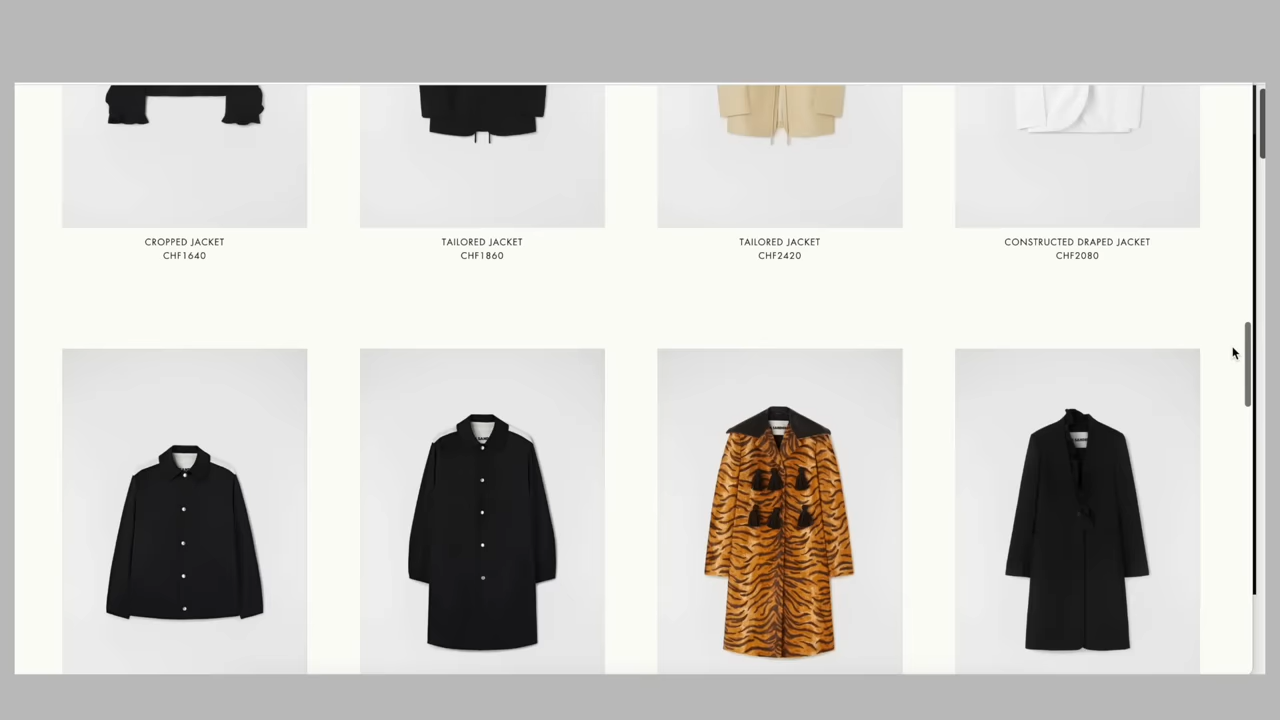 CROPPED JACKET
CHF1640
TAILORED JACKET
CHF1860
TAILORED JACKET
CHF2420
CONSTRUCTED DRAPED JACKET
CHF2080